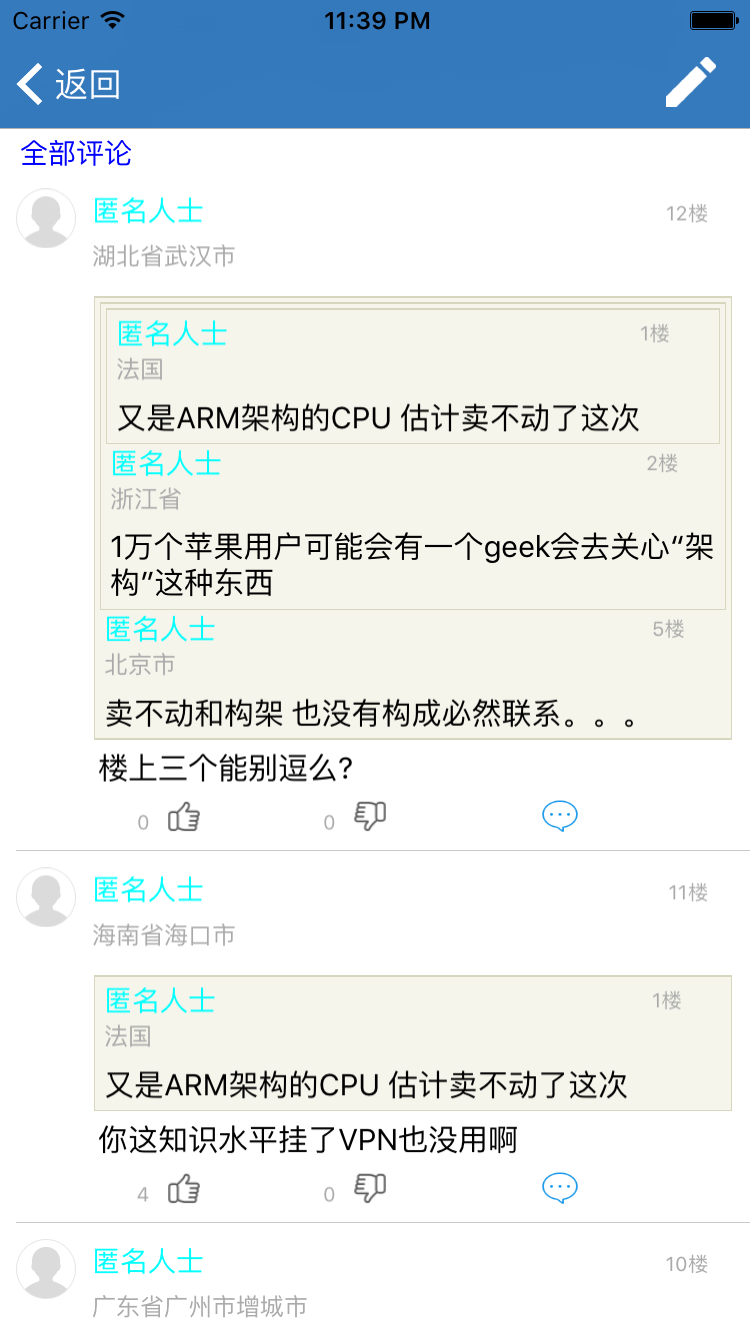 Carrier 11:39 PM
返回
全部评论
匿名人士 12楼
湖北省武汉市
匿名人士 1楼
法国
又是ARM架构的CPU 估计卖不动了这次
匿名人士 2楼
浙江省
1万个苹果用户可能会有一个geek会去关心“架
构”这种东西
匿名人士 5楼
北京市
卖不动和构架 也没有构成必然联系。。。
楼上三个能别逗么?
0 0
匿名人士 11楼
海南省海口市
匿名人士 1楼
法国
又是ARM架构的CPU 估计卖不动了这次
你这知识水平挂了VPN也没用啊
4 0
匿名人士 10楼
广东省广州市增城市